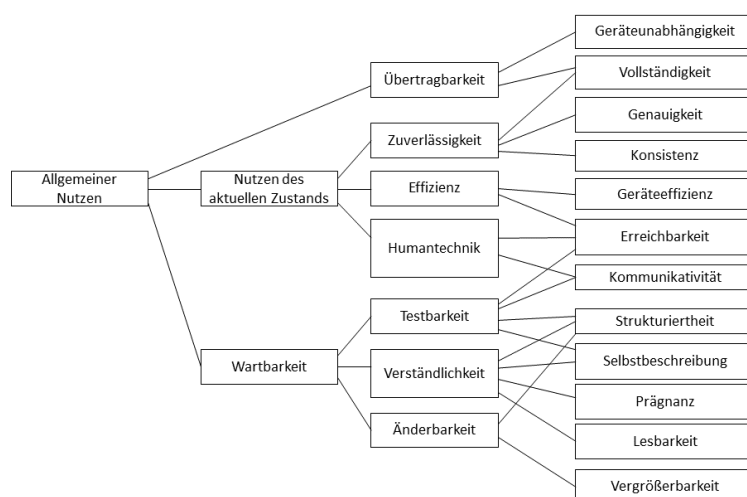 Allgemeiner
Nutzen
Nutzen des
aktuellen Zustands
Wartbarkeit
Übertragbarkeit
Zuverlässigkeit
Effizienz
Humantechnik
Testbarkeit
Verständlichkeit
Änderbarkeit
Geräteunabhängigkeit
Vollständigkeit
Genauigkeit
Konsistenz
Geräteeffizienz
Erreichbarkeit
Kommunikativität
Strukturiertheit
Selbstbeschreibung
Prägnanz
Lesbarkeit
Vergrößerbarkeit